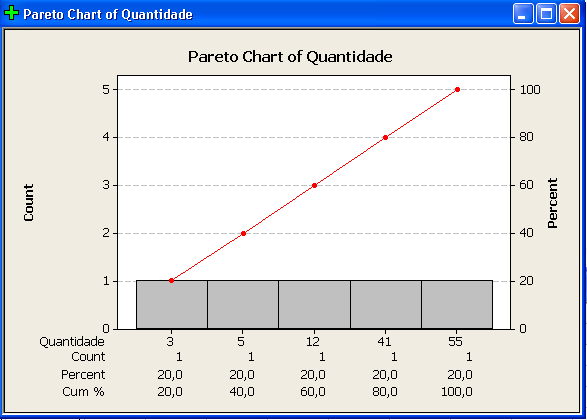 Pareto Chart of Quantidade
Pareto Chart of Quantidade
5 100
4 80
3 60
2 40
1 20
0 0
Count
Percent
Quantidade 3 5 12 41 55
Count 1 1 1 1 1
Percent 20,0 20,0 20,0 20,0 20,0
Cum % 20,0 40,0 60,0 80,0 100,0